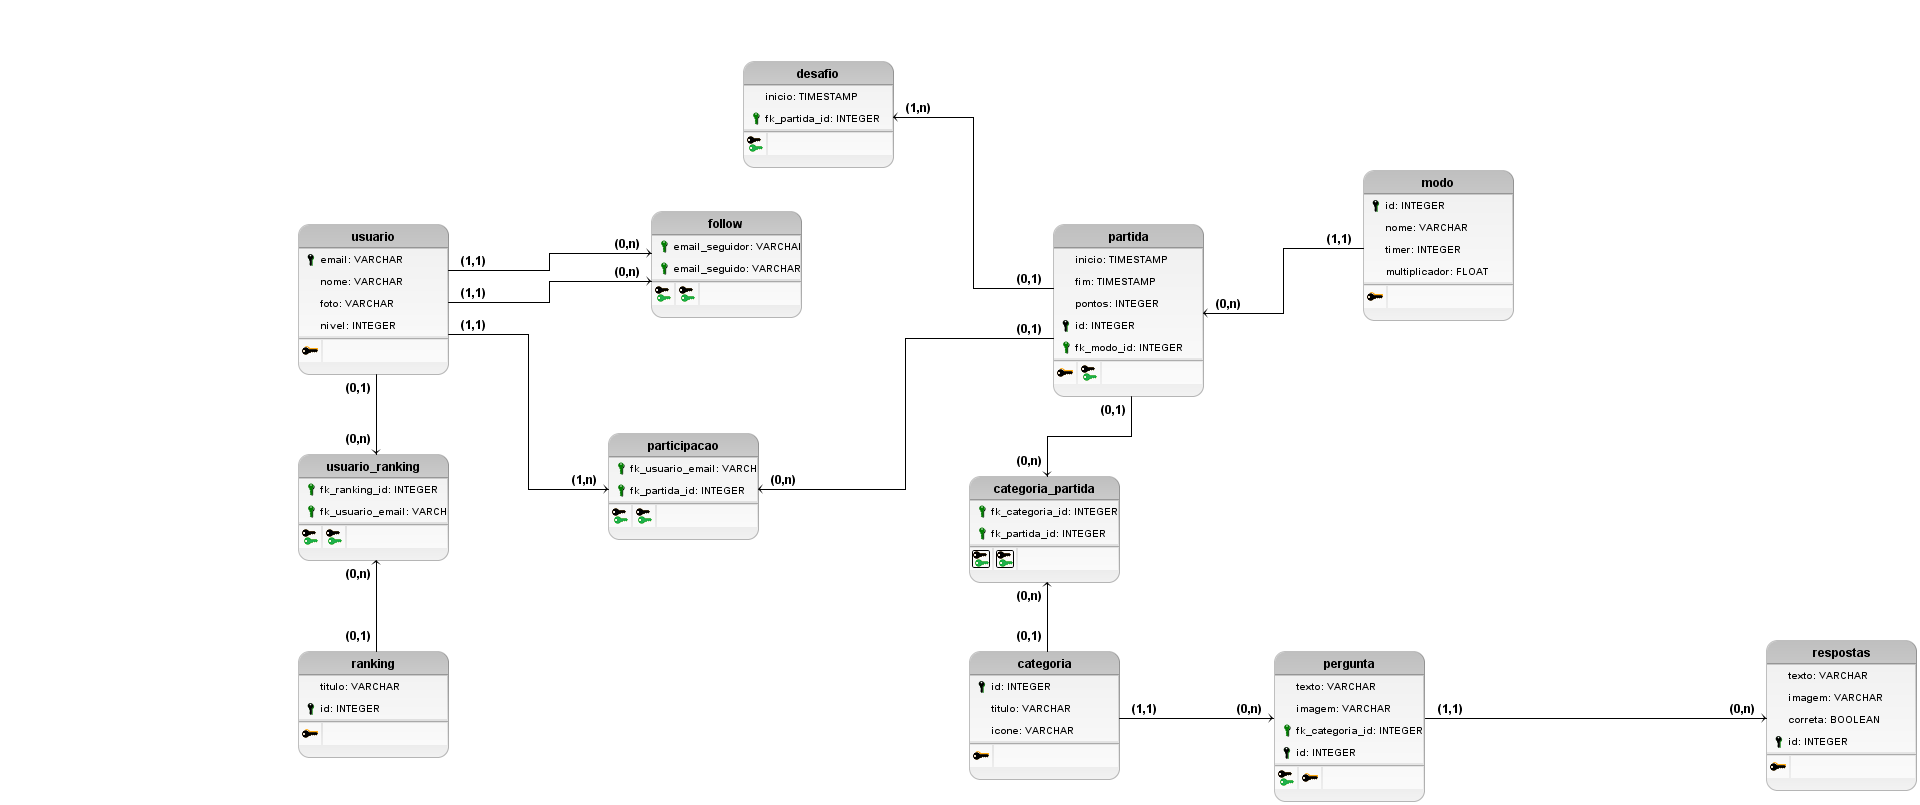 desafio
inicio: TIMESTAMP
fk_partida_id: INTEGER
(1,n)
modo
id: INTEGER
nome: VARCHAR
timer: INTEGER
multiplicador: FLOAT
(1,1)
(0,n)
usuario
email: VARCHAR
nome: VARCHAR
foto: VARCHAR
nivel: INTEGER
(1,1)
(1,1)
(1,1)
(0,1)
(0,n)
(0,n)
follow
email_seguidor: VARCHAI
email_seguido: VARCHAR
partida
inicio: TIMESTAMP
fim: TIMESTAMP
pontos: INTEGER
id: INTEGER
fk_modo_id: INTEGER
(0,1)
(0,1)
(0,1)
(0,n)
usuario_ranking
fk_ranking_id: INTEGER
fk_usuario_email: VARCH
(0,n)
(1,n)
participacao
fk_usuario_email: VARCH
fk_partida_id: INTEGER
(0,n)
(0,n)
categoria_partida
fk_categoria_id: INTEGER
fk_partida_id: INTEGER
(0,n)
(0,1)
ranking
titulo: VARCHAR
id: INTEGER
(0,1)
categoria
id: INTEGER
titulo: VARCHAR
icone: VARCHAR
(1,1)
(0,n)
pergunta
texto: VARCHAR
imagem: VARCHAR
fk_categoria_id: INTEGER
id: INTEGER
(1,1)
(0,n)
respostas
texto: VARCHAR
imagem: VARCHAR
correta: BOOLEAN
id: INTEGER